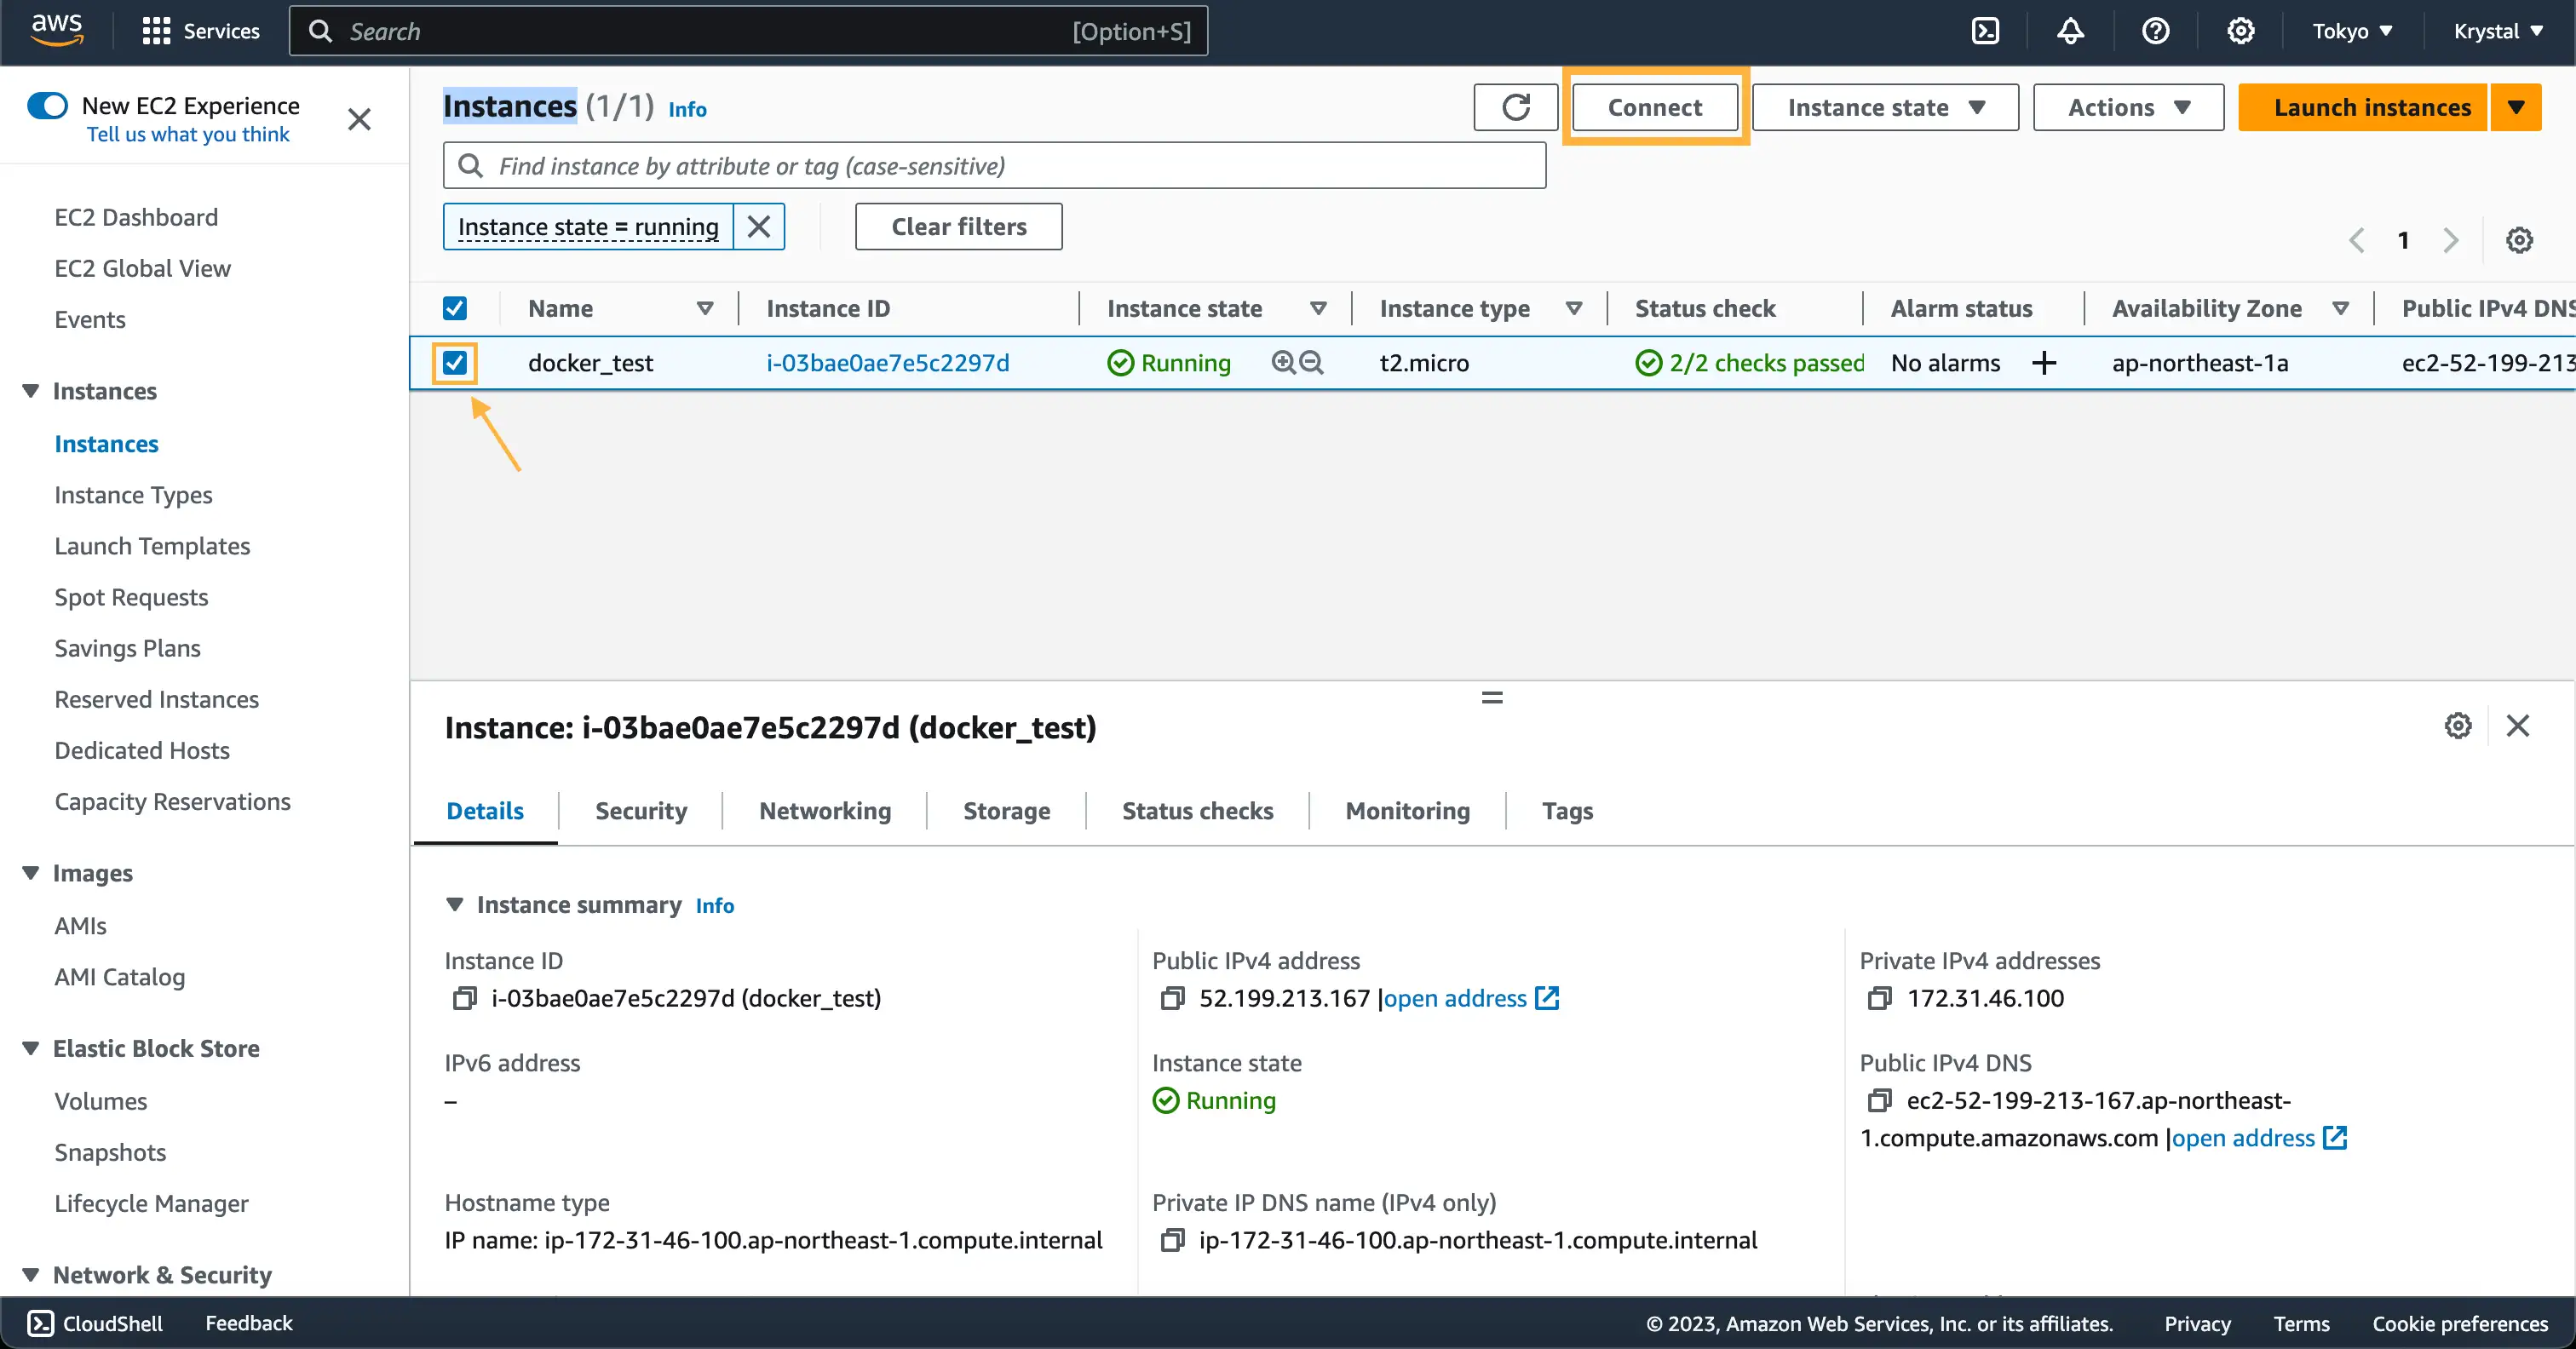 aws
Services
Search
[Option+S]
Tokyo
Krystal
New EC2 Experience
Tell us what you think
EC2 Dashboard
EC2 Global View
Events
Instances
Instances
Instance Types
Launch Templates
Spot Requests
Savings Plans
Reserved Instances
Dedicated Hosts
Capacity Reservations
Images
AMIs
AMI Catalog
Elastic Block Store
Volumes
Snapshots
Lifecycle Manager
Network & Security
Instances (1/1) Info
Connect
Instance state
Actions
Launch instances
Find instance by attribute or tag (case-sensitive)
Instance state = running
Clear filters
1
Name
Instance ID
Instance state
Instance type
Status check
Alarm status
Availability Zone
Public IPv4 DNS
docker_test
i-03bae0ae7e5c2297d
Running
t2.micro
2/2 checks passed
No alarms
ap-northeast-1a
ec2-52-199-213
Instance: i-03bae0ae7e5c2297d (docker_test)
Details
Security
Networking
Storage
Status checks
Monitoring
Tags
Instance summary Info
Instance ID
i-03bae0ae7e5c2297d (docker_test)
Public IPv4 address
52.199.213.167 |open address
Private IPv4 addresses
172.31.46.100
IPv6 address
–
Instance state
Running
Public IPv4 DNS
ec2-52-199-213-167.ap-northeast-
1.compute.amazonaws.com |open address
Hostname type
IP name: ip-172-31-46-100.ap-northeast-1.compute.internal
Private IP DNS name (IPv4 only)
ip-172-31-46-100.ap-northeast-1.compute.internal
CloudShell
Feedback
© 2023, Amazon Web Services, Inc. or its affiliates.
Privacy
Terms
Cookie preferences